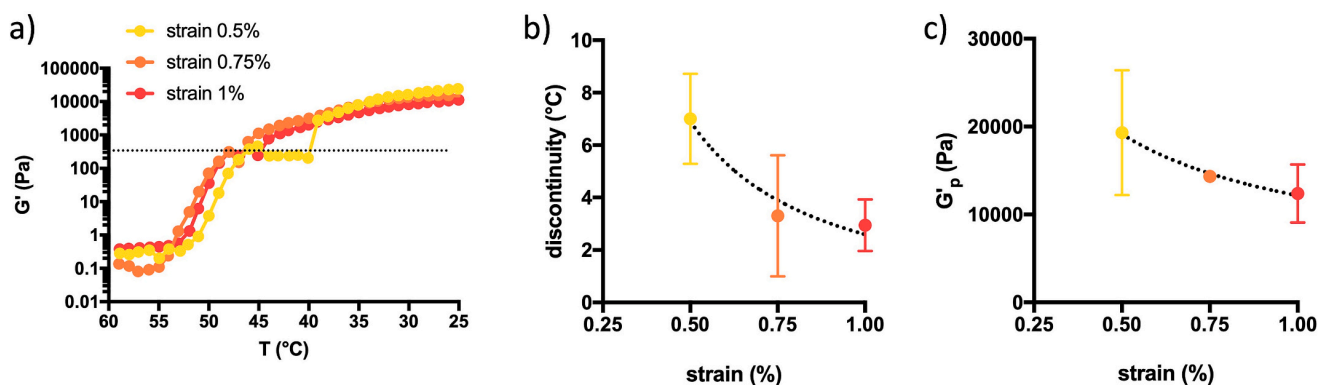 a)
strain 0.5%
strain 0.75%
strain 1%
100000
10000
1000
100
10
1
0.1
0.01
G' (Pa)
60 55 50 45 40 35 30 25
T (°C)
b)
10
8
6
4
2
0
discontinuity (°C)
0.25 0.50 0.75 1.00
strain (%)
c)
30000
20000
10000
0
G'p (Pa)
0.25 0.50 0.75 1.00
strain (%)